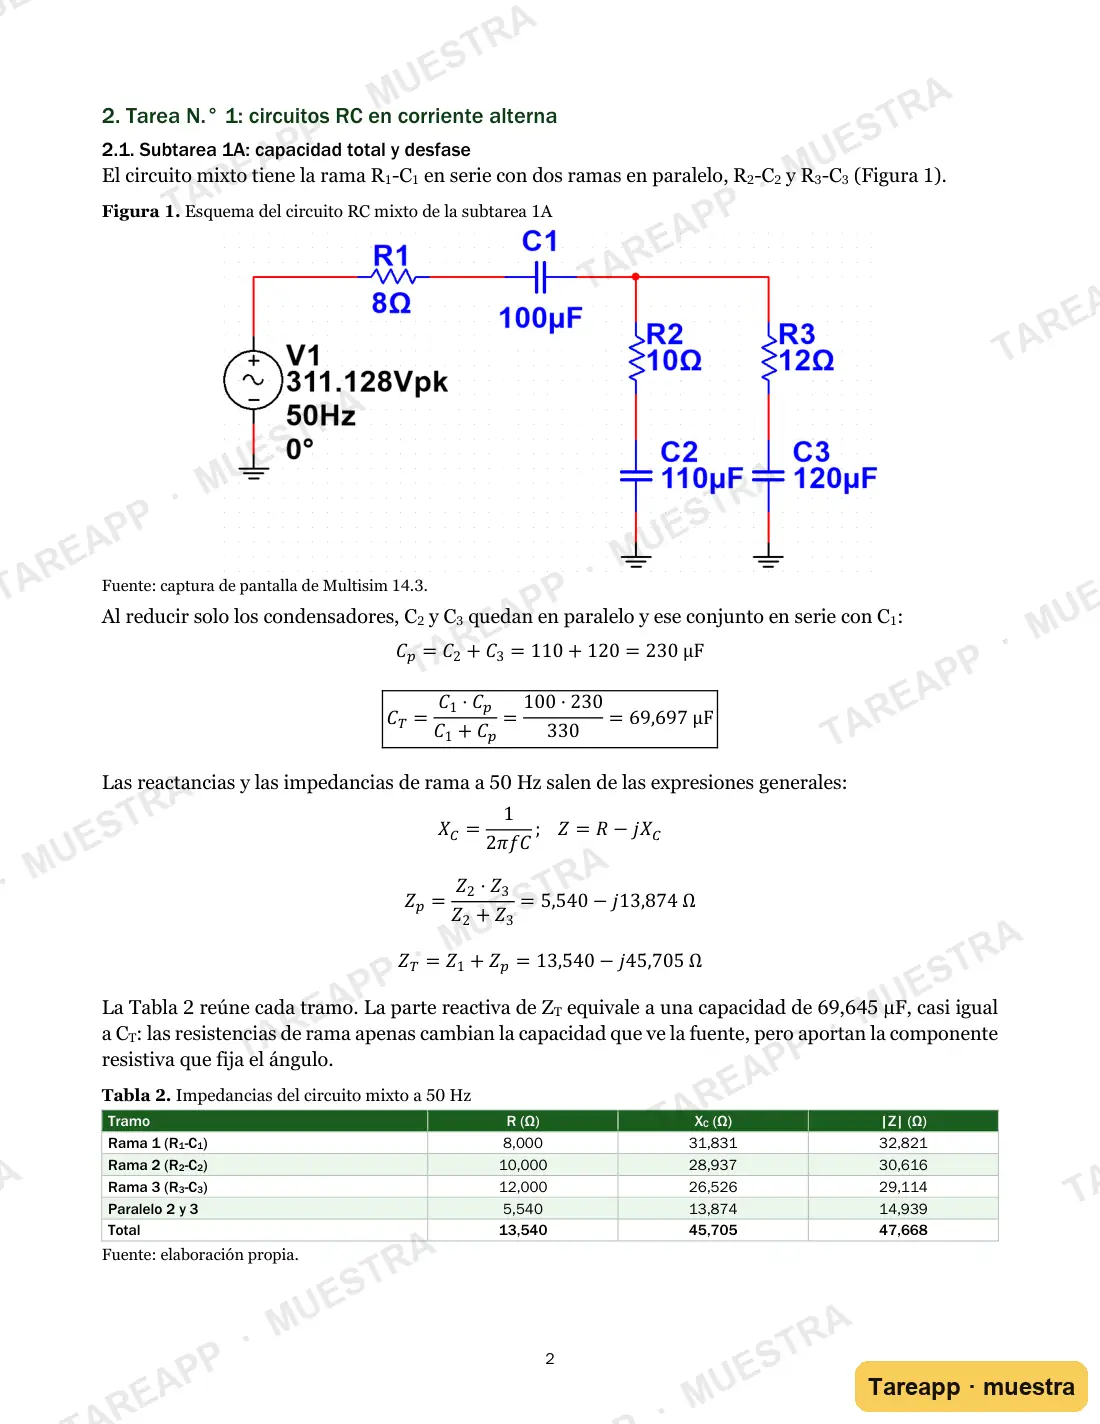 2. Tarea N.° 1: circuitos RC en corriente alterna
2.1. Subtarea 1A: capacidad total y desfase
El circuito mixto tiene la rama R₁-C₁ en serie con dos ramas en paralelo, R₂-C₂ y R₃-C₃ (Figura 1).
Figura 1. Esquema del circuito RC mixto de la subtarea 1A
C1
R1
8Ω
100µF
R2
10Ω
R3
12Ω
V1
311.128Vpk
50Hz
0°
C2
110µF
C3
120µF
Fuente: captura de pantalla de Multisim 14.3.
Al reducir solo los condensadores, C₂ y C₃ quedan en paralelo y ese conjunto en serie con C₁:
Cₚ = C₂ + C₃ = 110 + 120 = 230 µF
C_T = (C₁ · Cₚ)/(C₁ + Cₚ) = (100 · 230)/330 = 69,697 µF
Las reactancias y las impedancias de rama a 50 Hz salen de las expresiones generales:
X_C = 1/(2πfC); Z = R − jX_C
Zₚ = (Z₂ · Z₃)/(Z₂ + Z₃) = 5,540 − j13,874 Ω
Z_T = Z₁ + Zₚ = 13,540 − j45,705 Ω
La Tabla 2 reúne cada tramo. La parte reactiva de Z_T equivale a una capacidad de 69,645 µF, casi igual
a C_T: las resistencias de rama apenas cambian la capacidad que ve la fuente, pero aportan la componente
resistiva que fija el ángulo.
Tabla 2. Impedancias del circuito mixto a 50 Hz
Tramo R (Ω) X_C (Ω) |Z| (Ω)
Rama 1 (R₁-C₁) 8,000 31,831 32,821
Rama 2 (R₂-C₂) 10,000 28,937 30,616
Rama 3 (R₃-C₃) 12,000 26,526 29,114
Paralelo 2 y 3 5,540 13,874 14,939
Total 13,540 45,705 47,668
Fuente: elaboración propia.
2
Tareapp · muestra
TAREAPP · MUESTRA